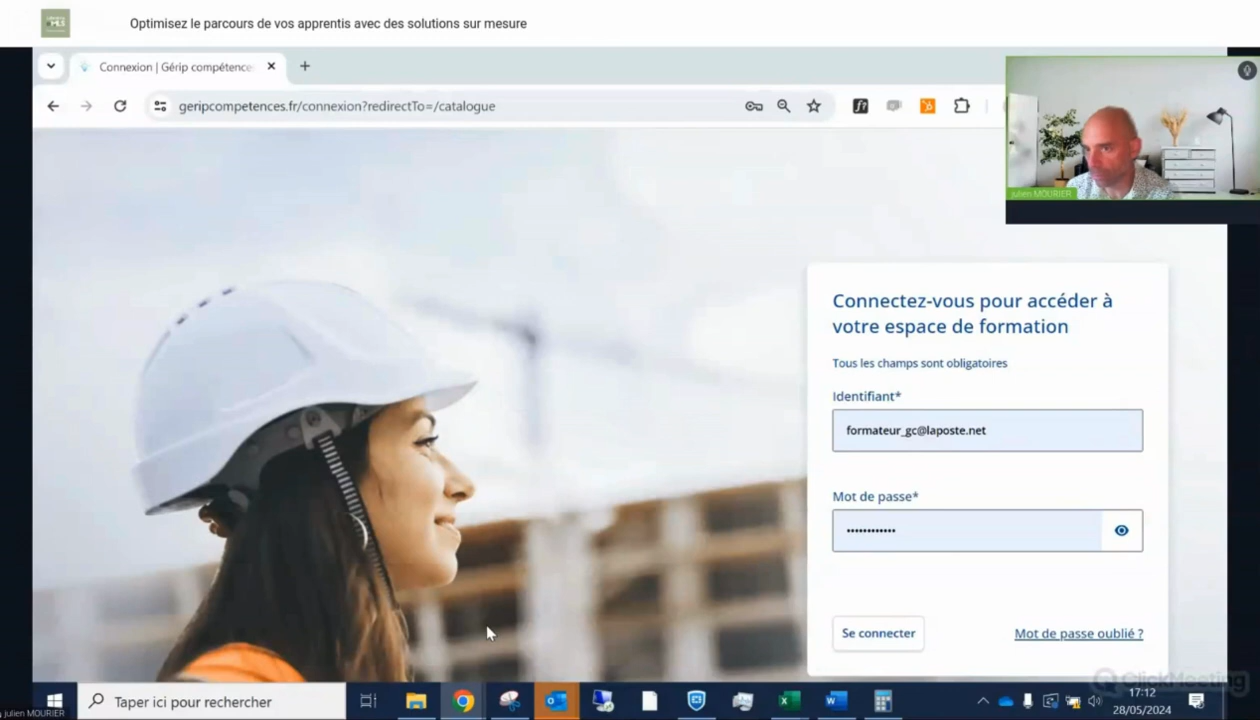 Optimisez le parcours de vos apprentis avec des solutions sur mesure
Connexion | Gérip compétence
geripcompetences.fr/connexion?redirectTo=/catalogue
julien MOURIER
Connectez-vous pour accéder à
votre espace de formation
Tous les champs sont obligatoires
Identifiant*
formateur_gc@laposte.net
Mot de passe*
••••••••••••
Se connecter
Mot de passe oublié ?
ClickMeeting
Taper ici pour rechercher
17:12
28/05/2024
julien MOURIER